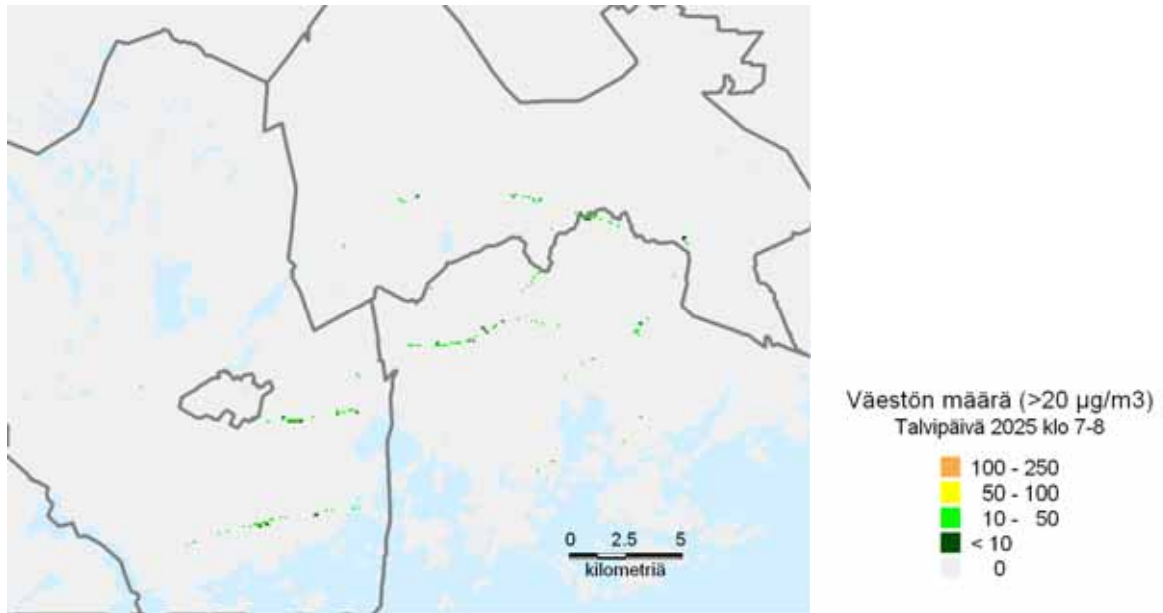 Väestön määrä (>20 µg/m3)
Talvipäivä 2025 klo 7-8
100 - 250
50 - 100
10 - 50
< 10
0
0 2.5 5
kilometriä